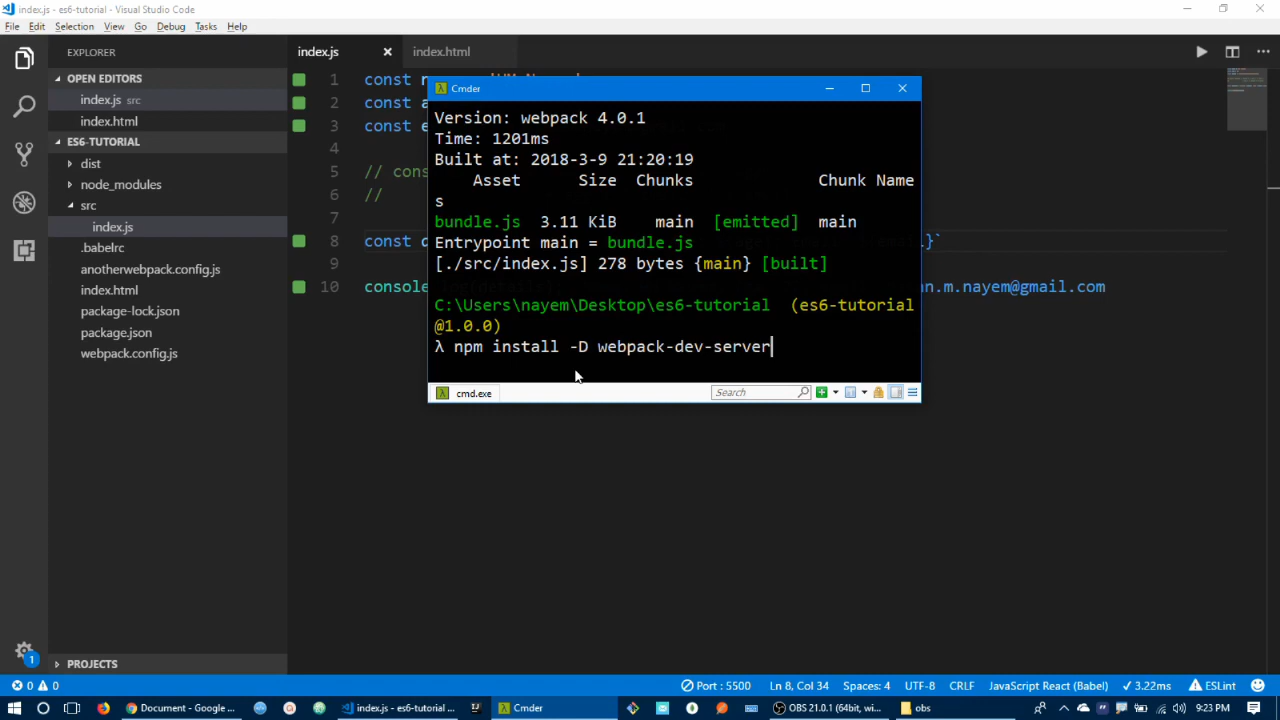 index.js - es6-tutorial - Visual Studio Code
File Edit Selection View Go Debug Tasks Help
EXPLORER
index.js
index.html
OPEN EDITORS
index.js src
index.html
ES6-TUTORIAL
dist
node_modules
src
index.js
.babelrc
anotherwebpack.config.js
index.html
package-lock.json
package.json
webpack.config.js
PROJECTS
1 const
2 const a
3 const e
4
5 // cons
6 //
7
8 const }`
9
10 console n.m.nayem@gmail.com
Cmder
Version: webpack 4.0.1
Time: 1201ms
Built at: 2018-3-9 21:20:19
Asset Size Chunks Chunk Name
s
bundle.js 3.11 KiB main [emitted] main
Entrypoint main = bundle.js
[./src/index.js] 278 bytes {main} [built]
C:\Users\nayem\Desktop\es6-tutorial (es6-tutorial
@1.0.0)
λ npm install -D webpack-dev-server
cmd.exe Search
1
0 0 Port : 5500 Ln 8, Col 34 Spaces: 4 UTF-8 CRLF JavaScript React (Babel) ✓ 3.22ms ESLint
Document - Google ... index.js - es6-tutorial ... Cmder OBS 21.0.1 (64bit, wi... obs 9:23 PM